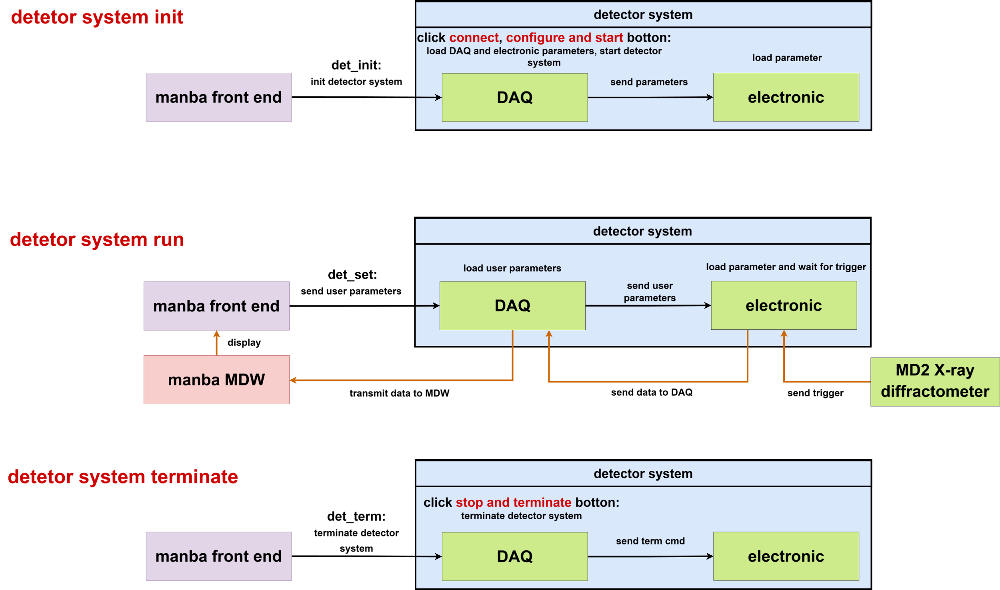 detetor system init
detector system
click connect, configure and start botton:
load DAQ and electronic parameters, start detector
system
load parameter
det_init:
init detector system
send parameters
manba front end
DAQ
electronic
detector system
detetor system run
load user parameters
load parameter and wait for trigger
det_set:
send user parameters
send user
parameters
manba front end
DAQ
electronic
display
manba MDW
MD2 X-ray
diffractometer
transmit data to MDW
send data to DAQ
send trigger
detetor system terminate
detector system
click stop and terminate botton:
terminate detector system
det_term:
terminate detector
system
send term cmd
manba front end
DAQ
electronic